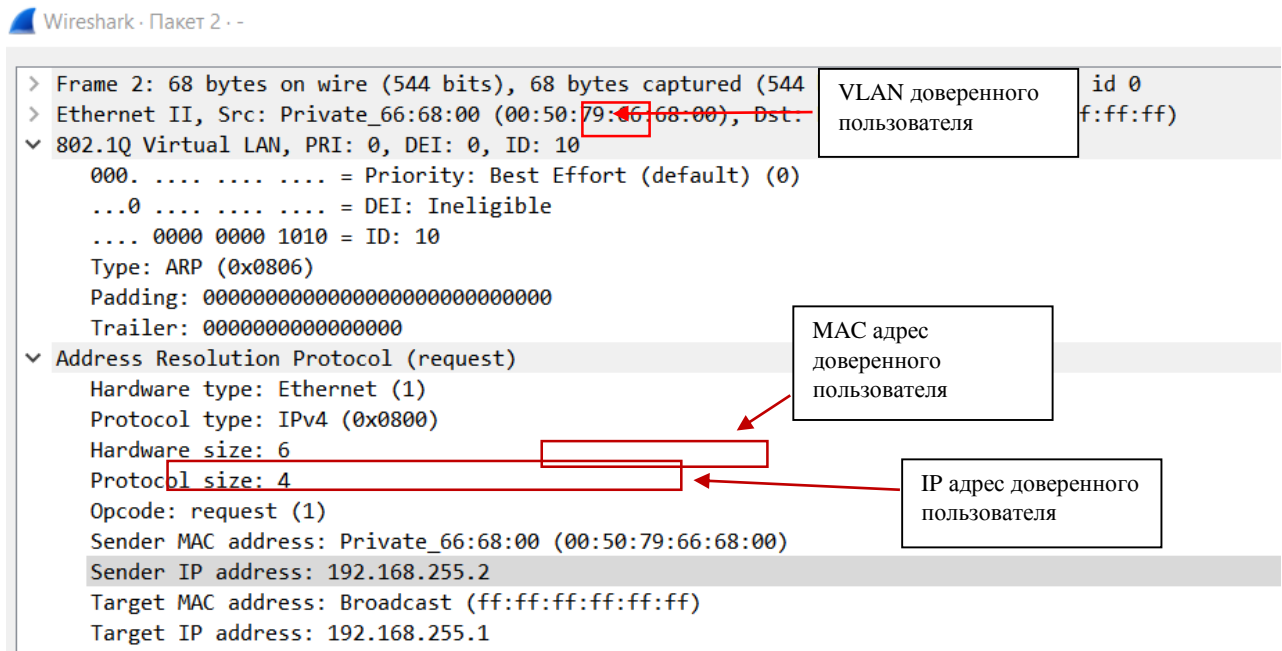 Wireshark · Пакет 2 · -
Frame 2: 68 bytes on wire (544 bits), 68 bytes captured (544 id 0
Ethernet II, Src: Private_66:68:00 (00:50:79:66:68:00), Dst: f:ff:ff)
802.1Q Virtual LAN, PRI: 0, DEI: 0, ID: 10
000. .... .... .... = Priority: Best Effort (default) (0)
...0 .... .... .... = DEI: Ineligible
.... 0000 0000 1010 = ID: 10
Type: ARP (0x0806)
Padding: 0000000000000000000000000000
Trailer: 0000000000000000
Address Resolution Protocol (request)
Hardware type: Ethernet (1)
Protocol type: IPv4 (0x0800)
Hardware size: 6
Protocol size: 4
Opcode: request (1)
Sender MAC address: Private_66:68:00 (00:50:79:66:68:00)
Sender IP address: 192.168.255.2
Target MAC address: Broadcast (ff:ff:ff:ff:ff:ff)
Target IP address: 192.168.255.1
VLAN доверенного
пользователя
MAC адрес
доверенного
пользователя
IP адрес доверенного
пользователя